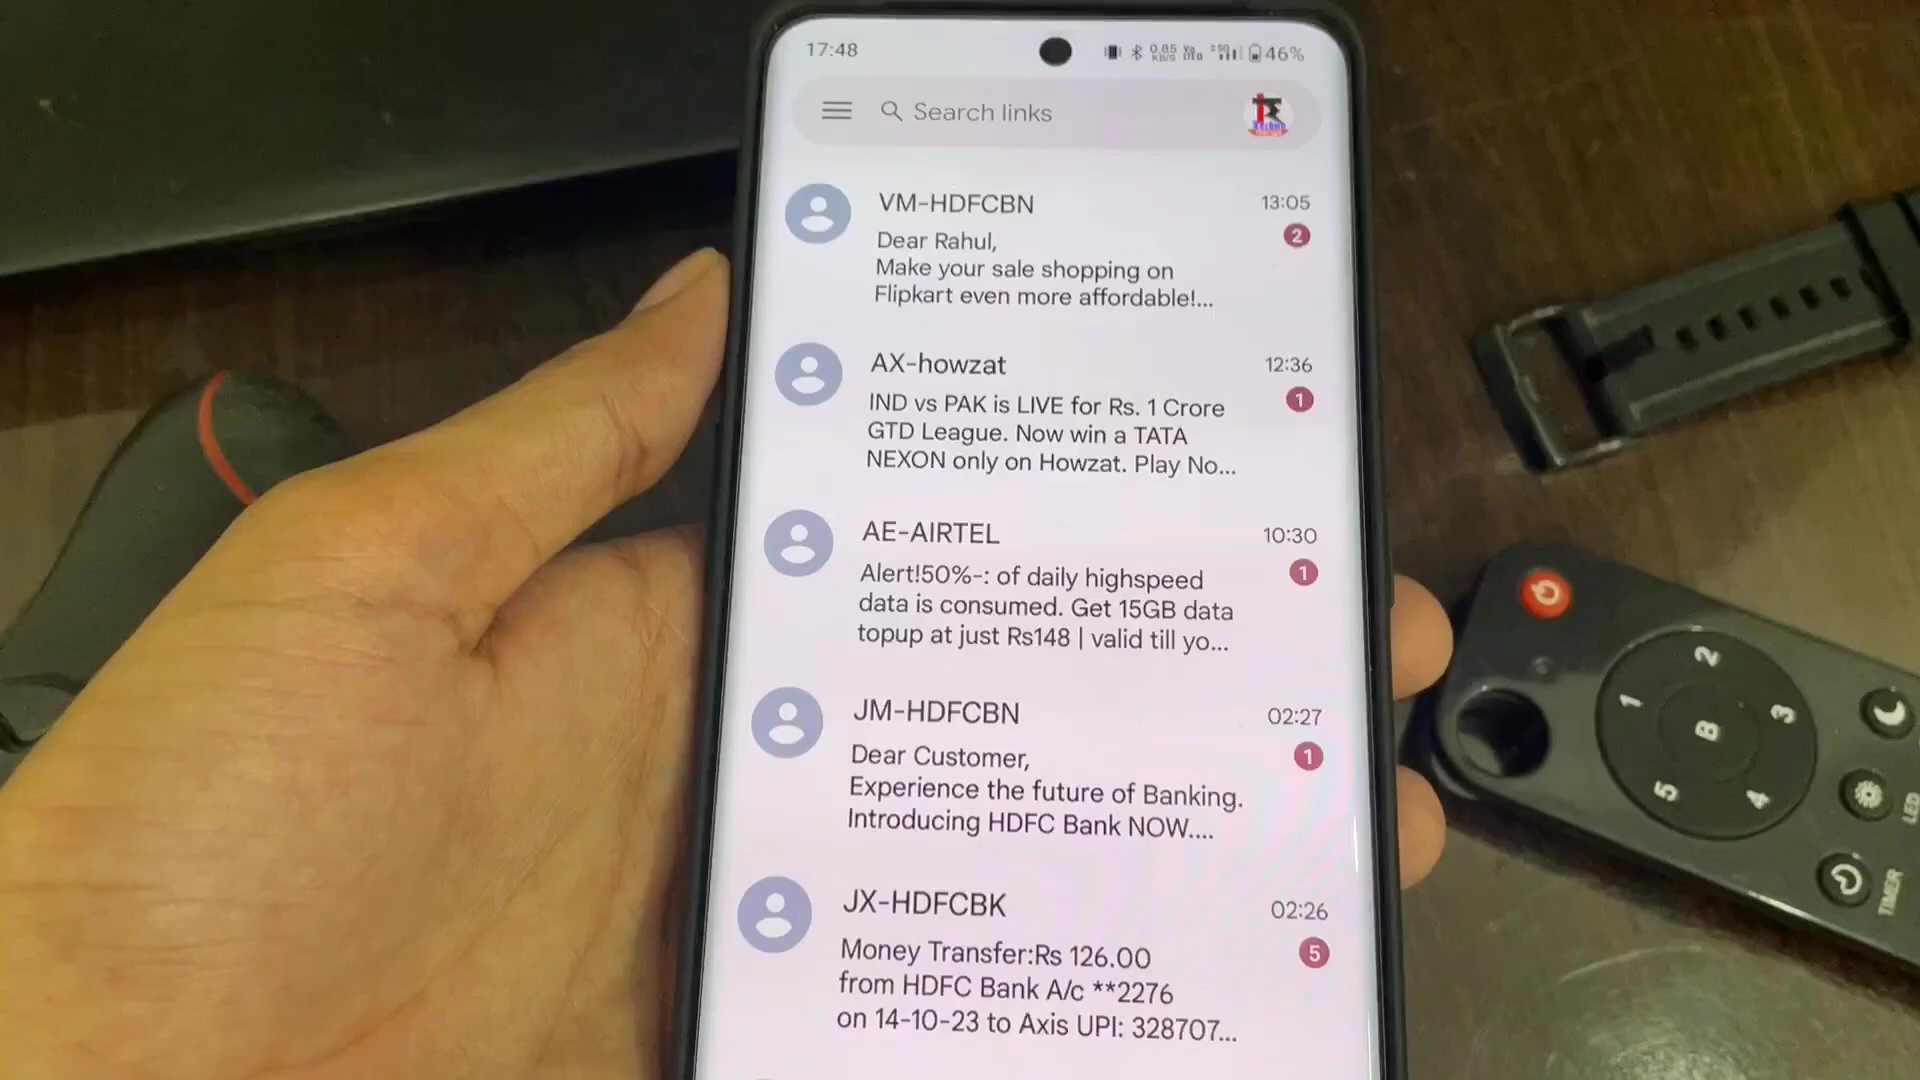 17:48
0.85
KB/S
46%
Search links
VM-HDFCBN
13:05
Dear Rahul,
Make your sale shopping on
Flipkart even more affordable!...
2
AX-howzat
12:36
IND vs PAK is LIVE for Rs. 1 Crore
GTD League. Now win a TATA
NEXON only on Howzat. Play No...
1
AE-AIRTEL
10:30
Alert!50%-: of daily highspeed
data is consumed. Get 15GB data
topup at just Rs148 | valid till yo...
1
JM-HDFCBN
02:27
Dear Customer,
Experience the future of Banking.
Introducing HDFC Bank NOW....
1
JX-HDFCBK
02:26
Money Transfer:Rs 126.00
from HDFC Bank A/c **2276
on 14-10-23 to Axis UPI: 328707...
5
1
2
3
4
5
B
LED
TIMER